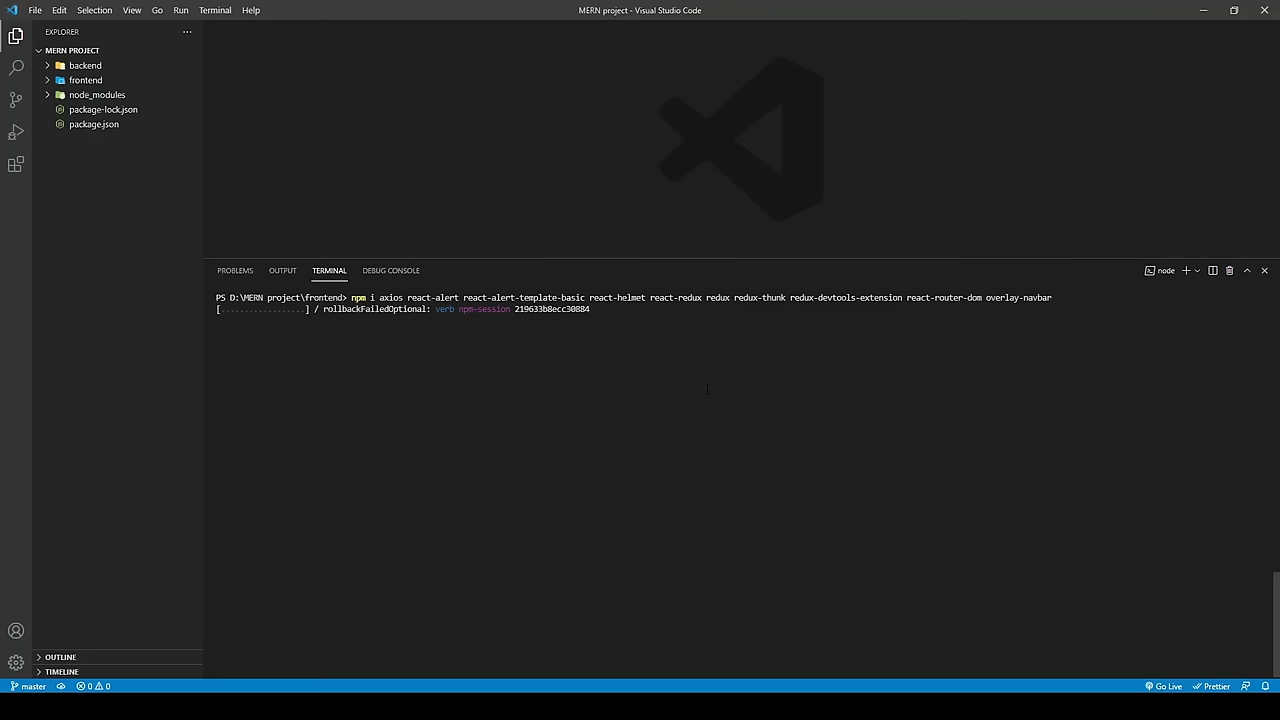 File Edit Selection View Go Run Terminal Help
MERN project - Visual Studio Code
EXPLORER
MERN PROJECT
backend
frontend
node_modules
package-lock.json
package.json
PROBLEMS OUTPUT TERMINAL DEBUG CONSOLE
node
PS D:\MERN project\frontend> npm i axios react-alert react-alert-template-basic react-helmet react-redux redux redux-thunk redux-devtools-extension react-router-dom overlay-navbar
[..................] / rollbackFailedOptional: verb npm-session 219633b8ecc30884
OUTLINE
TIMELINE
master 0 0
Go Live Prettier